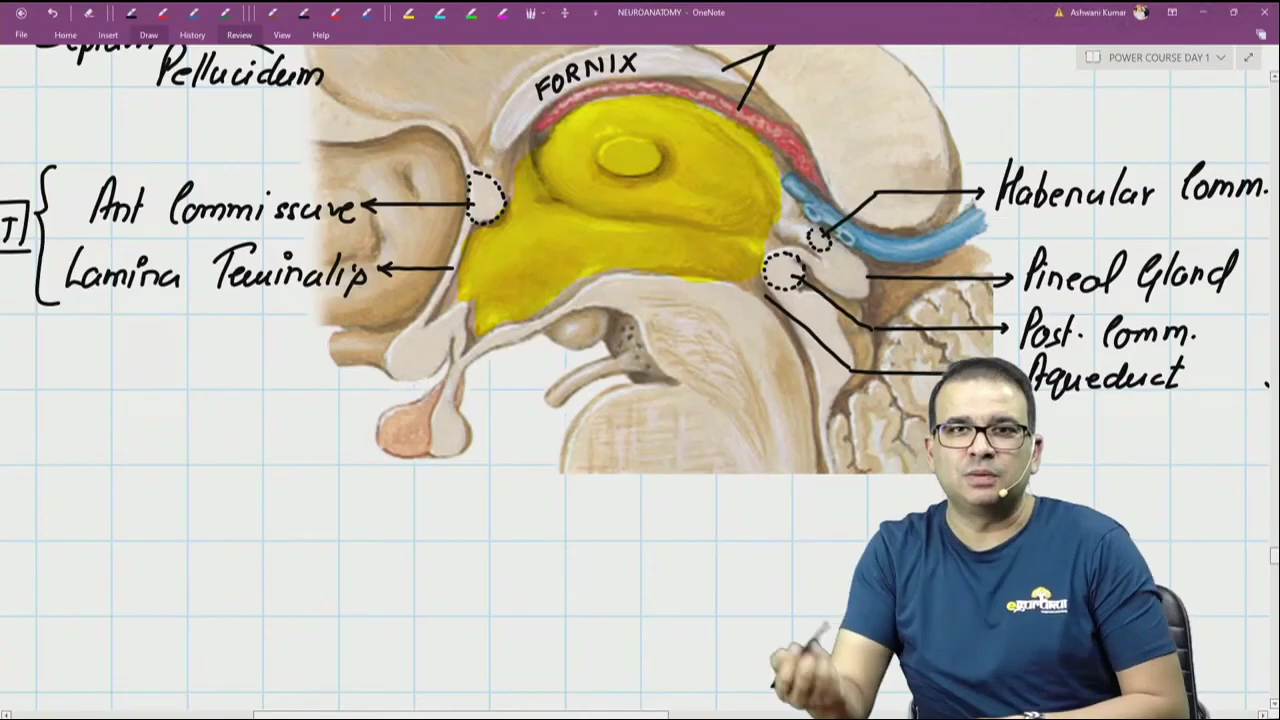 NEUROANATOMY - OneNote
Ashwani Kumar
File Home Insert Draw History Review View Help
POWER COURSE DAY 1
Pellucidum
FORNIX
Ant Commissure
Lamina Teminalis
Habenular Comm.
Pineal Gland
Post. Comm.
Aqueduct